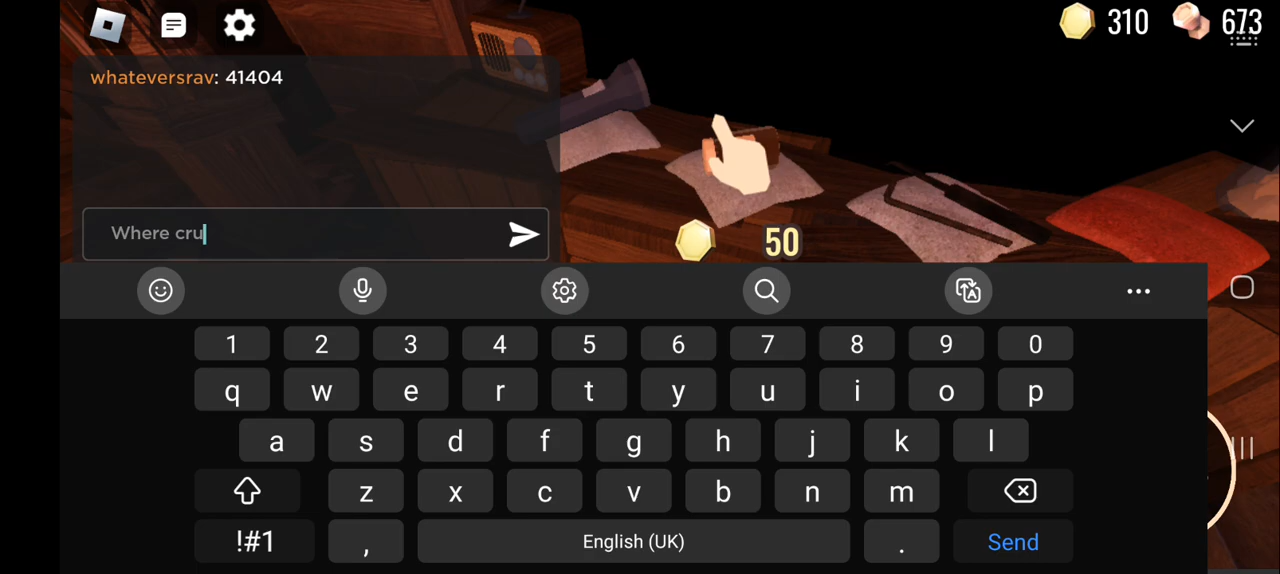 310 673
whateversrav: 41404
Where cru
50
1 2 3 4 5 6 7 8 9 0
q w e r t y u i o p
a s d f g h j k l
z x c v b n m
!#1 , English (UK) . Send